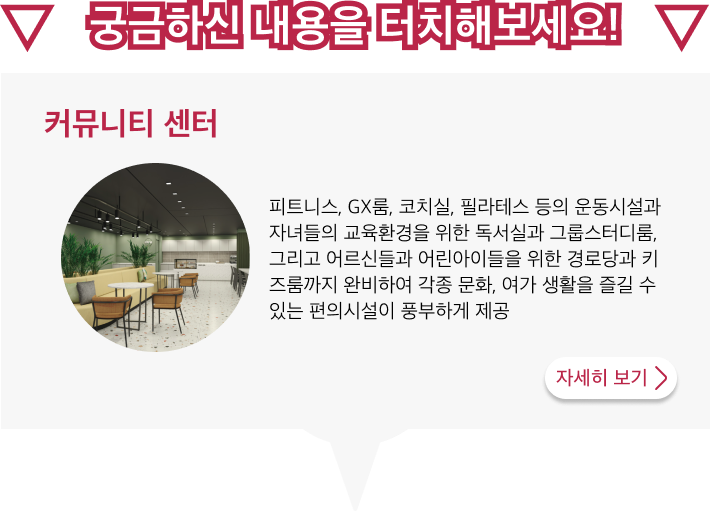 궁금하신 내용을 터치해보세요!
커뮤니티 센터
피트니스, GX룸, 코치실, 필라테스 등의 운동시설과
자녀들의 교육환경을 위한 독서실과 그룹스터디룸,
그리고 어르신들과 어린아이들을 위한 경로당과 키
즈룸까지 완비하여 각종 문화, 여가 생활을 즐길 수
있는 편의시설이 풍부하게 제공
자세히 보기